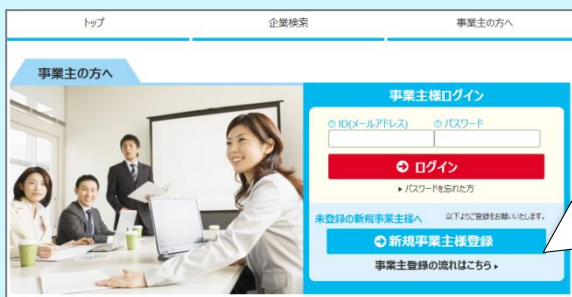 トップ
企業検索
事業主の方へ
事業主の方へ
事業主様ログイン
ID(メールアドレス)
パスワード
ログイン
パスワードを忘れた方
未登録の新規事業主様へ
以下よりご登録をお願いいたします。
新規事業主様登録
事業主登録の流れはこちら